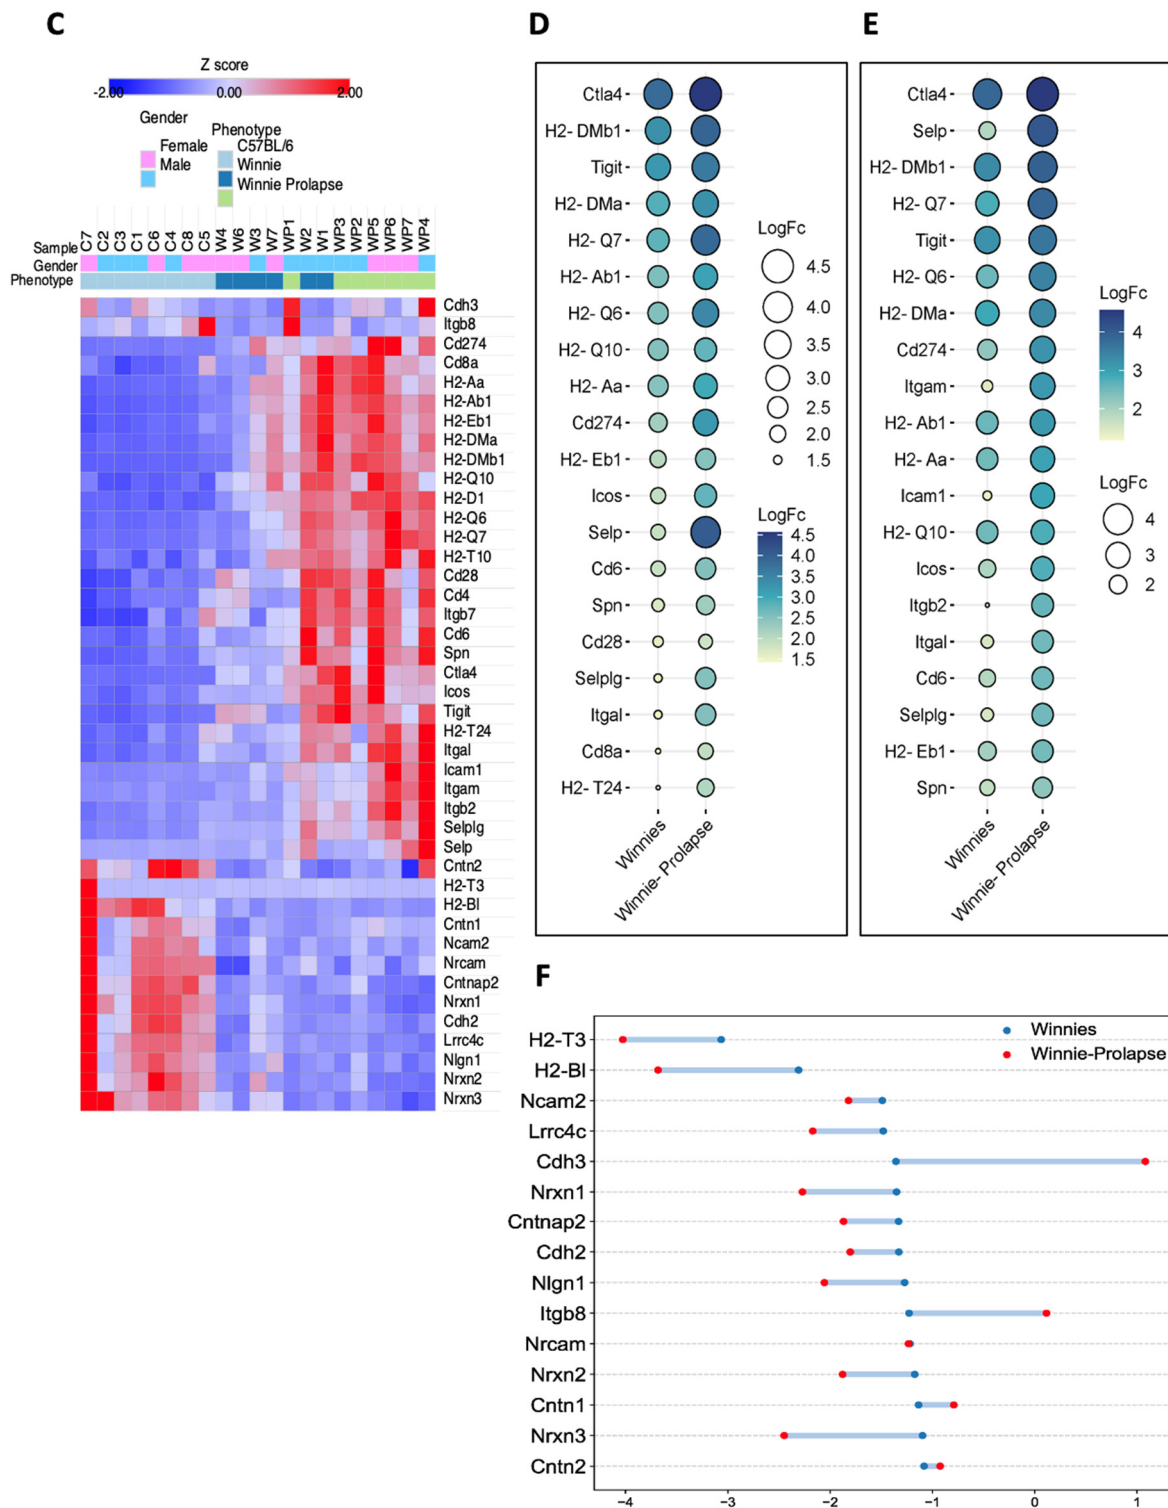 C
Z score
-2.00 0.00 2.00
Gender
Female
Male
Phenotype
C57BL/6
Winnie
Winnie Prolapse
Sample C7 C2 C3 C1 C6 C4 C8 C5 W4 W6 W3 W7 WP1 W2 W1 WP3 WP2 WP5 WP6 WP7 WP4
Gender
Phenotype
Cdh3
Itgb8
Cd274
Cd8a
H2-Aa
H2-Ab1
H2-Eb1
H2-DMa
H2-DMb1
H2-Q10
H2-D1
H2-Q6
H2-Q7
H2-T10
Cd28
Cd4
Itgb7
Cd6
Spn
Ctla4
Icos
Tigit
H2-T24
Itgal
Icam1
Itgam
Itgb2
Selplg
Selp
Cntn2
H2-T3
H2-Bl
Cntn1
Ncam2
Nrcam
Cntnap2
Nrxn1
Cdh2
Lrrc4c
Nlgn1
Nrxn2
Nrxn3
D
Ctla4
H2- DMb1
Tigit
H2- DMa
H2- Q7
H2- Ab1
H2- Q6
H2- Q10
H2- Aa
Cd274
H2- Eb1
Icos
Selp
Cd6
Spn
Cd28
Selplg
Itgal
Cd8a
H2- T24
Winnies
Winnie- Prolapse
LogFc
4.5
4.0
3.5
3.0
2.5
2.0
1.5
LogFc
4.5
4.0
3.5
3.0
2.5
2.0
1.5
E
Ctla4
Selp
H2- DMb1
H2- Q7
Tigit
H2- Q6
H2- DMa
Cd274
Itgam
H2- Ab1
H2- Aa
Icam1
H2- Q10
Icos
Itgb2
Itgal
Cd6
Selplg
H2- Eb1
Spn
Winnies
Winnie- Prolapse
LogFc
4
3
2
LogFc
4
3
2
F
Winnies
Winnie-Prolapse
H2-T3
H2-Bl
Ncam2
Lrrc4c
Cdh3
Nrxn1
Cntnap2
Cdh2
Nlgn1
Itgb8
Nrcam
Nrxn2
Cntn1
Nrxn3
Cntn2
−4 −3 −2 −1 0 1